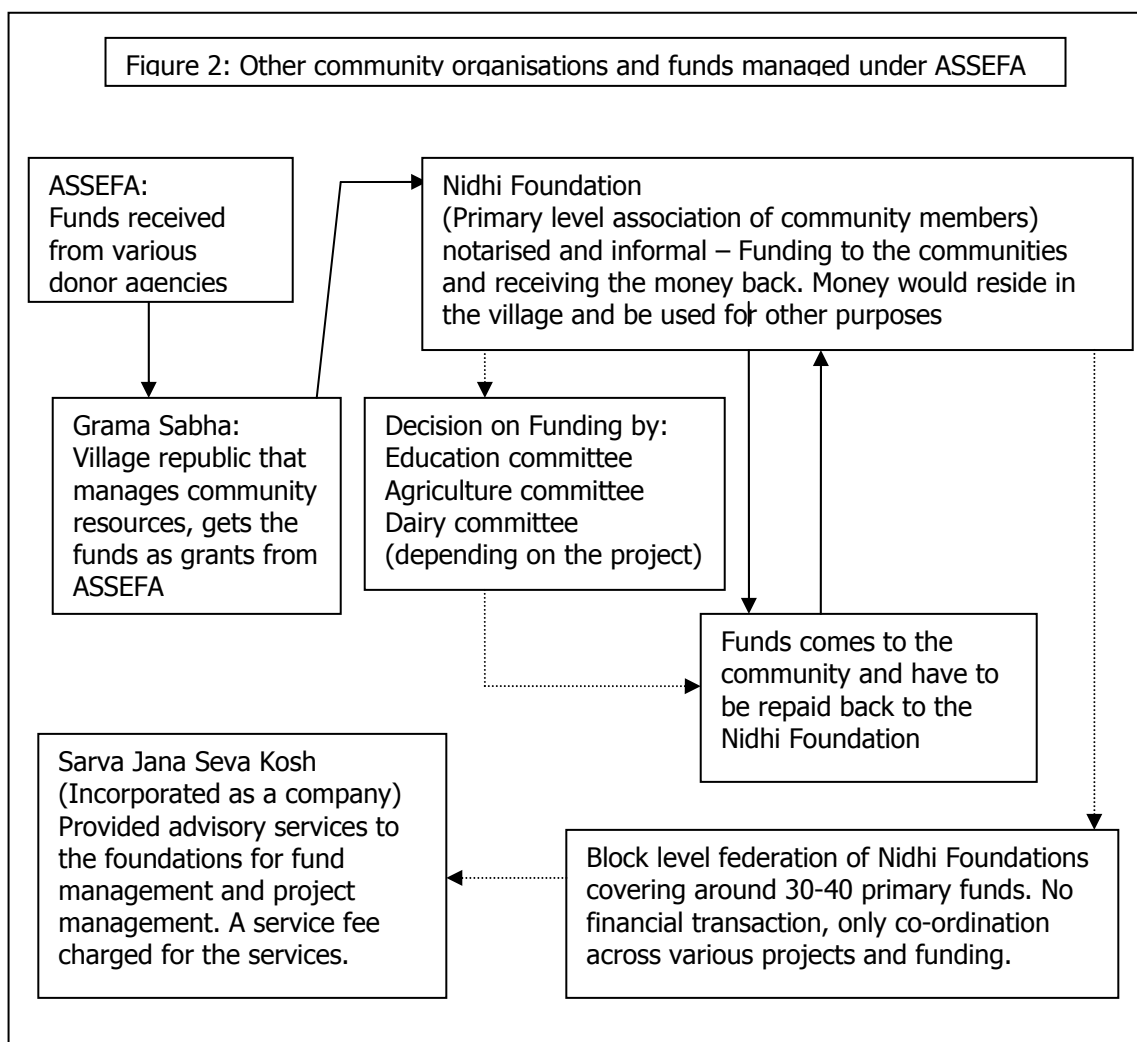 Figure 2: Other community organisations and funds managed under ASSEFA
ASSEFA:
Funds received
from various
donor agencies
Nidhi Foundation
(Primary level association of community members)
notarised and informal – Funding to the communities
and receiving the money back. Money would reside in
the village and be used for other purposes
Grama Sabha:
Village republic that
manages community
resources, gets the
funds as grants from
ASSEFA
Decision on Funding by:
Education committee
Agriculture committee
Dairy committee
(depending on the project)
Funds comes to the
community and have to
be repaid back to the
Nidhi Foundation
Sarva Jana Seva Kosh
(Incorporated as a company)
Provided advisory services to
the foundations for fund
management and project
management. A service fee
charged for the services.
Block level federation of Nidhi Foundations
covering around 30-40 primary funds. No
financial transaction, only co-ordination
across various projects and funding.